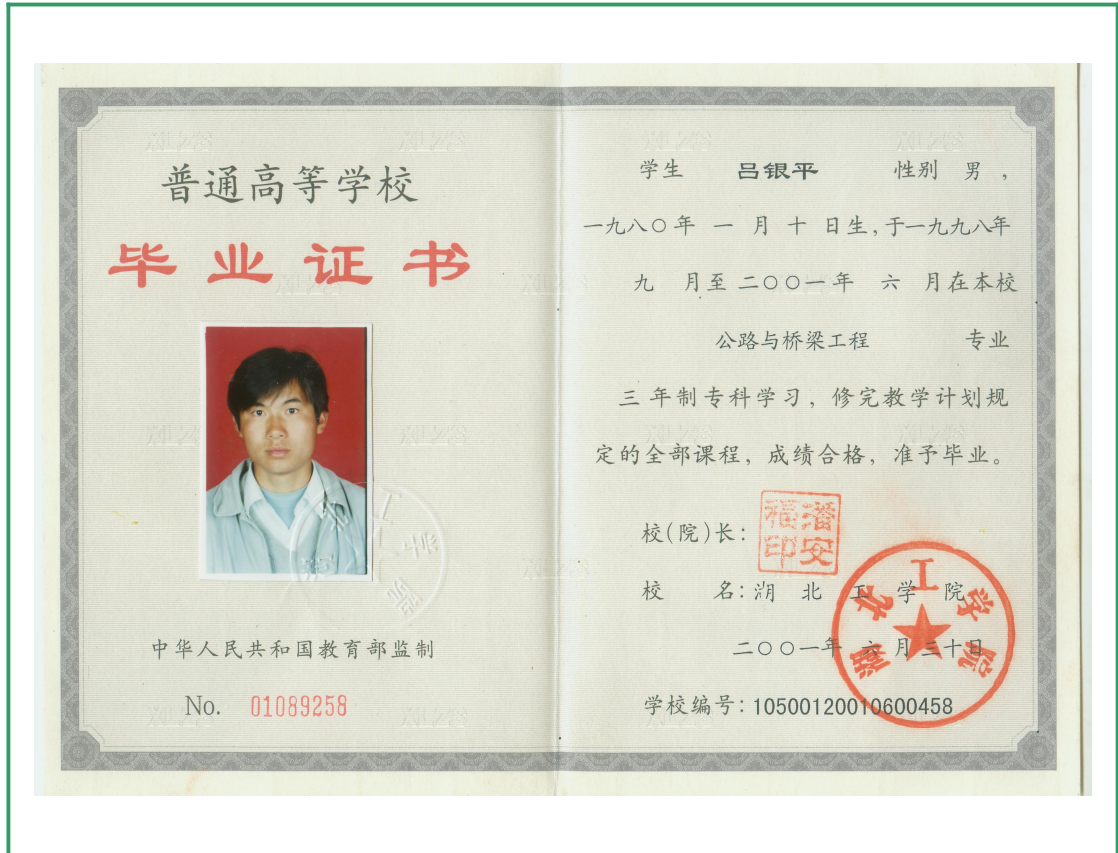 普通高等学校
毕业证书
中华人民共和国教育部监制
No. 01089258
学生 吕银平 性别 男,
一九八〇年 一 月 十 日生,于一九九八年
九 月至二〇〇一年 六 月在本校
公路与桥梁工程 专业
三 年制专科学习,修完教学计划规
定的全部课程,成绩合格,准予毕业。
校(院)长:
潘安福印
校 名:湖 北 工 学 院
湖北工学院
二〇〇一年 六 月三十日
学校编号:10500120010600458